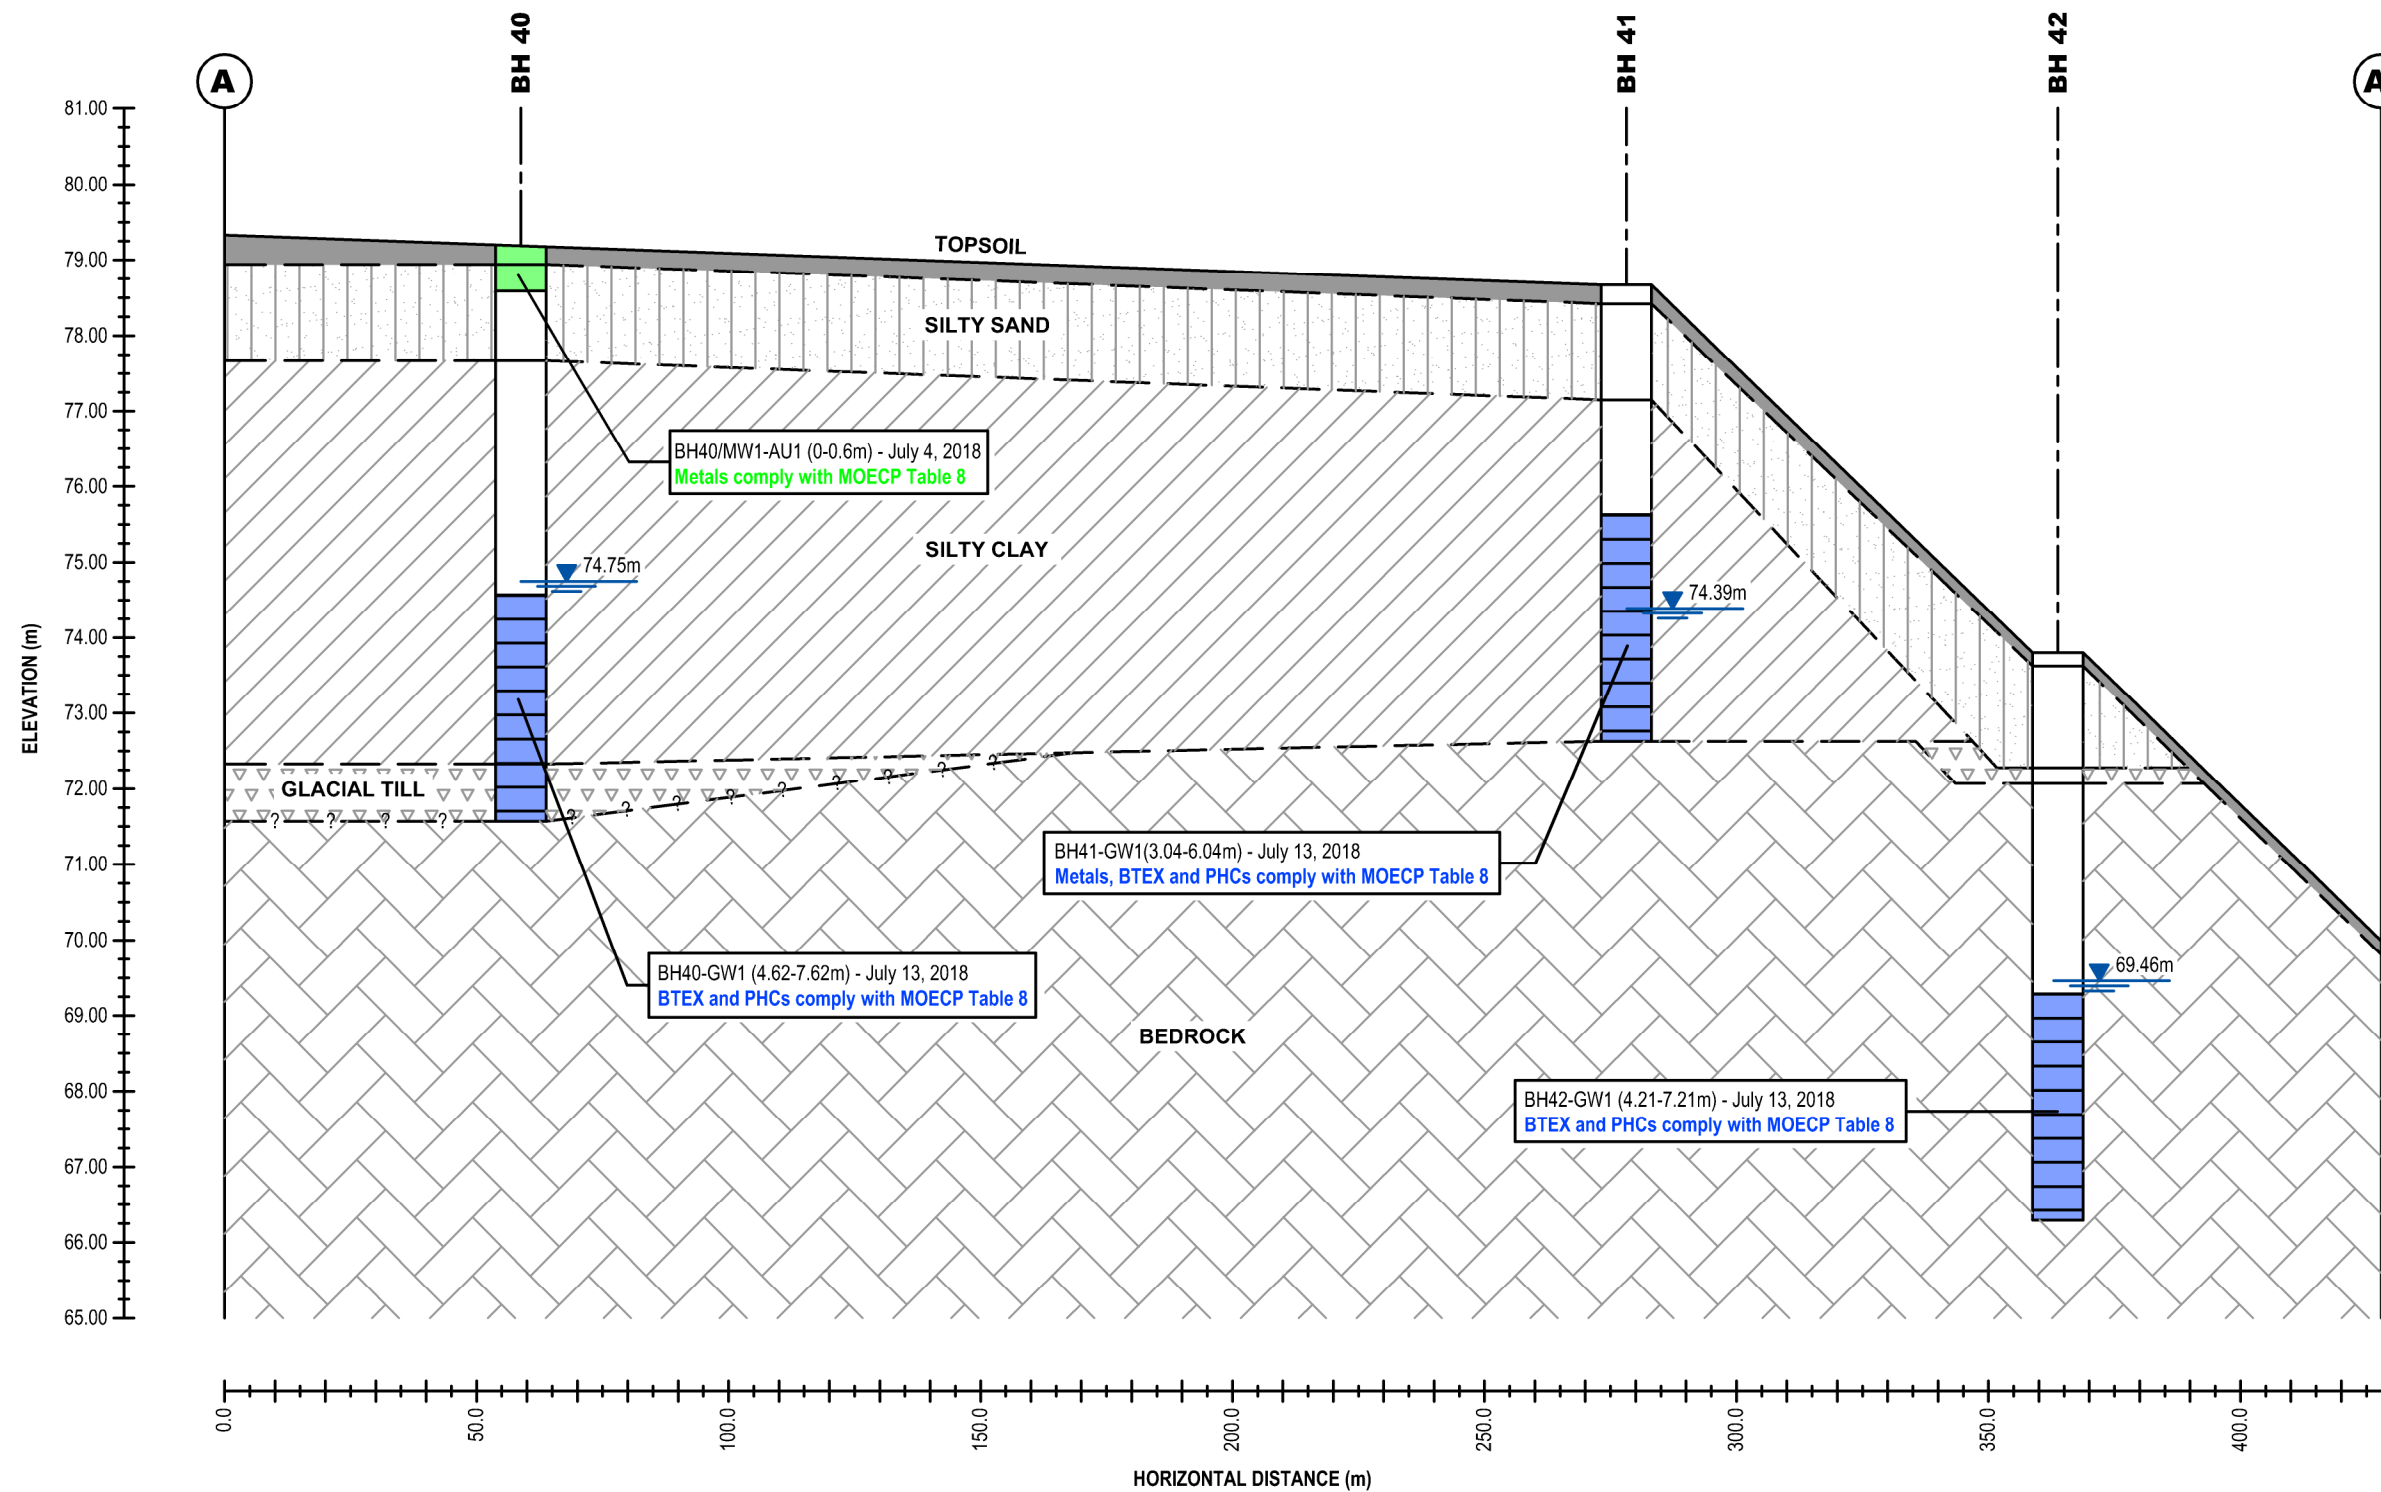 BH 40
BH 41
BH 42
A
A
81.00
80.00
79.00
78.00
77.00
76.00
75.00
74.00
73.00
72.00
71.00
70.00
69.00
68.00
67.00
66.00
65.00
ELEVATION (m)
TOPSOIL
SILTY SAND
BH40/MW1-AU1 (0-0.6m) - July 4, 2018
Metals comply with MOECP Table 8
SILTY CLAY
74.75m
74.39m
GLACIAL TILL
? ? ? ? ? ? ? ? ? ? ? ? ?
BH41-GW1(3.04-6.04m) - July 13, 2018
Metals, BTEX and PHCs comply with MOECP Table 8
BH40-GW1 (4.62-7.62m) - July 13, 2018
BTEX and PHCs comply with MOECP Table 8
69.46m
BEDROCK
BH42-GW1 (4.21-7.21m) - July 13, 2018
BTEX and PHCs comply with MOECP Table 8
0.0
50.0
100.0
150.0
200.0
250.0
300.0
350.0
400.0
HORIZONTAL DISTANCE (m)